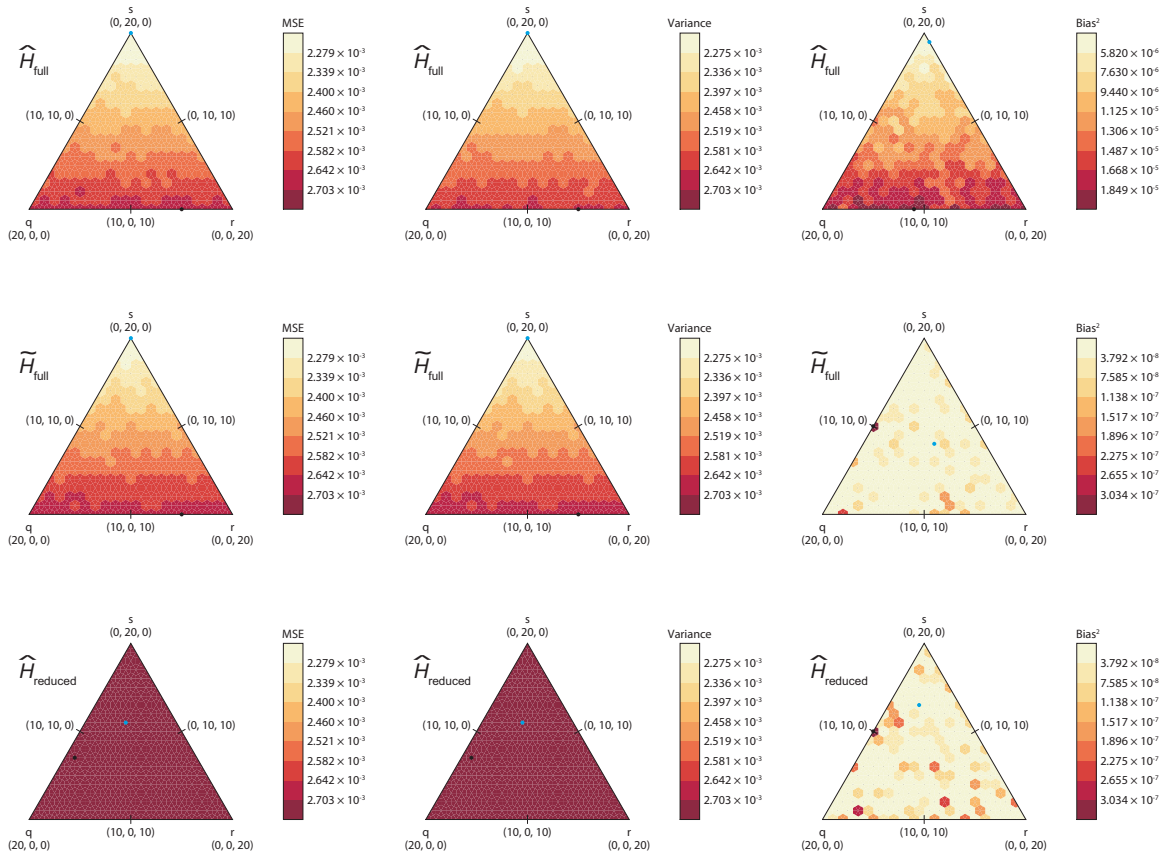 s
(0, 20, 0)
MSE
Ĥfull
2.279 × 10⁻³
2.339 × 10⁻³
2.400 × 10⁻³
2.460 × 10⁻³
2.521 × 10⁻³
2.582 × 10⁻³
2.642 × 10⁻³
2.703 × 10⁻³
(10, 10, 0)
(0, 10, 10)
q
(10, 0, 10)
r
(20, 0, 0)
(0, 0, 20)
s
(0, 20, 0)
Variance
Ĥfull
2.275 × 10⁻³
2.336 × 10⁻³
2.397 × 10⁻³
2.458 × 10⁻³
2.519 × 10⁻³
2.581 × 10⁻³
2.642 × 10⁻³
2.703 × 10⁻³
(10, 10, 0)
(0, 10, 10)
q
(10, 0, 10)
r
(20, 0, 0)
(0, 0, 20)
s
(0, 20, 0)
Bias²
Ĥfull
5.820 × 10⁻⁶
7.630 × 10⁻⁶
9.440 × 10⁻⁶
1.125 × 10⁻⁵
1.306 × 10⁻⁵
1.487 × 10⁻⁵
1.668 × 10⁻⁵
1.849 × 10⁻⁵
(10, 10, 0)
(0, 10, 10)
q
(10, 0, 10)
r
(20, 0, 0)
(0, 0, 20)
s
(0, 20, 0)
MSE
H̃full
2.279 × 10⁻³
2.339 × 10⁻³
2.400 × 10⁻³
2.460 × 10⁻³
2.521 × 10⁻³
2.582 × 10⁻³
2.642 × 10⁻³
2.703 × 10⁻³
(10, 10, 0)
(0, 10, 10)
q
(10, 0, 10)
r
(20, 0, 0)
(0, 0, 20)
s
(0, 20, 0)
Variance
H̃full
2.275 × 10⁻³
2.336 × 10⁻³
2.397 × 10⁻³
2.458 × 10⁻³
2.519 × 10⁻³
2.581 × 10⁻³
2.642 × 10⁻³
2.703 × 10⁻³
(10, 10, 0)
(0, 10, 10)
q
(10, 0, 10)
r
(20, 0, 0)
(0, 0, 20)
s
(0, 20, 0)
Bias²
H̃full
3.792 × 10⁻⁸
7.585 × 10⁻⁸
1.138 × 10⁻⁷
1.517 × 10⁻⁷
1.896 × 10⁻⁷
2.275 × 10⁻⁷
2.655 × 10⁻⁷
3.034 × 10⁻⁷
(10, 10, 0)
(0, 10, 10)
q
(10, 0, 10)
r
(20, 0, 0)
(0, 0, 20)
s
(0, 20, 0)
MSE
Ĥreduced
2.279 × 10⁻³
2.339 × 10⁻³
2.400 × 10⁻³
2.460 × 10⁻³
2.521 × 10⁻³
2.582 × 10⁻³
2.642 × 10⁻³
2.703 × 10⁻³
(10, 10, 0)
(0, 10, 10)
q
(10, 0, 10)
r
(20, 0, 0)
(0, 0, 20)
s
(0, 20, 0)
Variance
Ĥreduced
2.275 × 10⁻³
2.336 × 10⁻³
2.397 × 10⁻³
2.458 × 10⁻³
2.519 × 10⁻³
2.581 × 10⁻³
2.642 × 10⁻³
2.703 × 10⁻³
(10, 10, 0)
(0, 10, 10)
q
(10, 0, 10)
r
(20, 0, 0)
(0, 0, 20)
s
(0, 20, 0)
Bias²
Ĥreduced
3.792 × 10⁻⁸
7.585 × 10⁻⁸
1.138 × 10⁻⁷
1.517 × 10⁻⁷
1.896 × 10⁻⁷
2.275 × 10⁻⁷
2.655 × 10⁻⁷
3.034 × 10⁻⁷
(10, 10, 0)
(0, 10, 10)
q
(10, 0, 10)
r
(20, 0, 0)
(0, 0, 20)